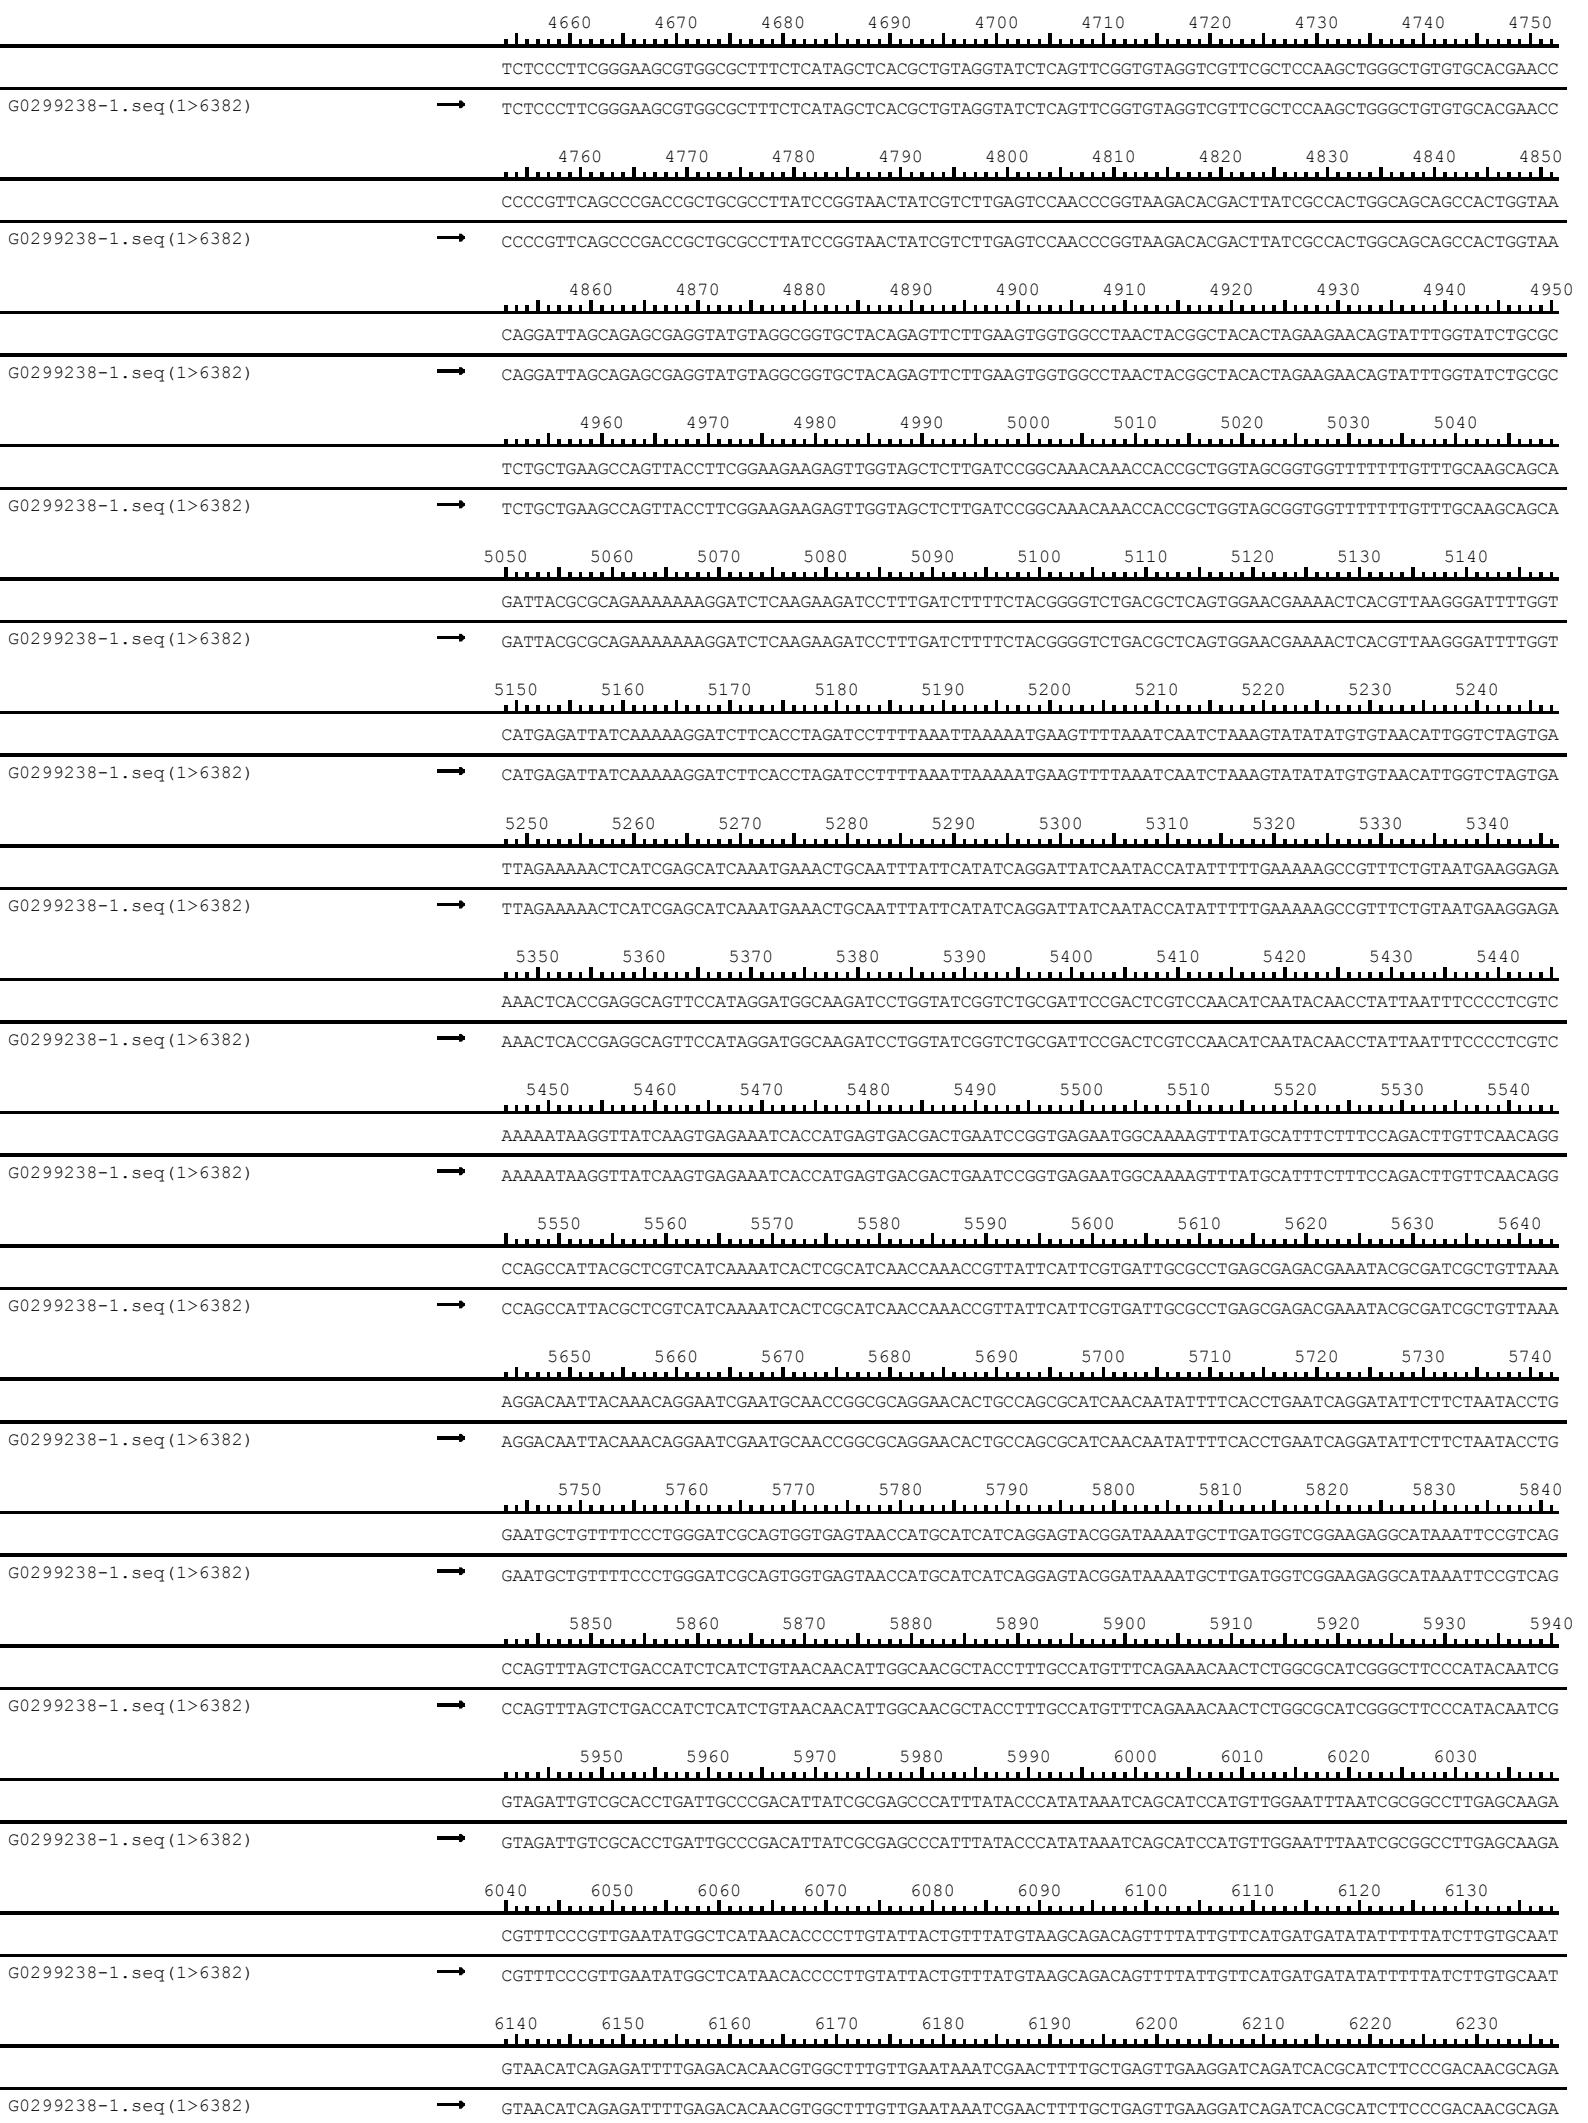 4660 4670 4680 4690 4700 4710 4720 4730 4740 4750
TCTCCCTTCGGGAAGCGTGGCGCTTTCTCATAGCTCACGCTGTAGGTATCTCAGTTCGGTGTAGGTCGTTCGCTCCAAGCTGGGCTGTGTGCACGAACC
G0299238-1.seq(1>6382) → TCTCCCTTCGGGAAGCGTGGCGCTTTCTCATAGCTCACGCTGTAGGTATCTCAGTTCGGTGTAGGTCGTTCGCTCCAAGCTGGGCTGTGTGCACGAACC
4760 4770 4780 4790 4800 4810 4820 4830 4840 4850
CCCCGTTCAGCCCGACCGCTGCGCCTTATCCGGTAACTATCGTCTTGAGTCCAACCCGGTAAGACACGACTTATCGCCACTGGCAGCAGCCACTGGTAA
G0299238-1.seq(1>6382) → CCCCGTTCAGCCCGACCGCTGCGCCTTATCCGGTAACTATCGTCTTGAGTCCAACCCGGTAAGACACGACTTATCGCCACTGGCAGCAGCCACTGGTAA
4860 4870 4880 4890 4900 4910 4920 4930 4940 4950
CAGGATTAGCAGAGCGAGGTATGTAGGCGGTGCTACAGAGTTCTTGAAGTGGTGGCCTAACTACGGCTACACTAGAAGAACAGTATTTGGTATCTGCGC
G0299238-1.seq(1>6382) → CAGGATTAGCAGAGCGAGGTATGTAGGCGGTGCTACAGAGTTCTTGAAGTGGTGGCCTAACTACGGCTACACTAGAAGAACAGTATTTGGTATCTGCGC
4960 4970 4980 4990 5000 5010 5020 5030 5040
TCTGCTGAAGCCAGTTACCTTCGGAAGAAGAGTTGGTAGCTCTTGATCCGGCAAACAAACCACCGCTGGTAGCGGTGGTTTTTTTGTTTGCAAGCAGCA
G0299238-1.seq(1>6382) → TCTGCTGAAGCCAGTTACCTTCGGAAGAAGAGTTGGTAGCTCTTGATCCGGCAAACAAACCACCGCTGGTAGCGGTGGTTTTTTTGTTTGCAAGCAGCA
5050 5060 5070 5080 5090 5100 5110 5120 5130 5140
GATTACGCGCAGAAAAAAAGGATCTCAAGAAGATCCTTTGATCTTTTCTACGGGGTCTGACGCTCAGTGGAACGAAAACTCACGTTAAGGGATTTTGGT
G0299238-1.seq(1>6382) → GATTACGCGCAGAAAAAAAGGATCTCAAGAAGATCCTTTGATCTTTTCTACGGGGTCTGACGCTCAGTGGAACGAAAACTCACGTTAAGGGATTTTGGT
5150 5160 5170 5180 5190 5200 5210 5220 5230 5240
CATGAGATTATCAAAAAGGATCTTCACCTAGATCCTTTTAAATTAAAAATGAAGTTTTAAATCAATCTAAAGTATATATGTGTAACATTGGTCTAGTGA
G0299238-1.seq(1>6382) → CATGAGATTATCAAAAAGGATCTTCACCTAGATCCTTTTAAATTAAAAATGAAGTTTTAAATCAATCTAAAGTATATATGTGTAACATTGGTCTAGTGA
5250 5260 5270 5280 5290 5300 5310 5320 5330 5340
TTAGAAAAACTCATCGAGCATCAAATGAAACTGCAATTTATTCATATCAGGATTATCAATACCATATTTTTGAAAAAGCCGTTTCTGTAATGAAGGAGA
G0299238-1.seq(1>6382) → TTAGAAAAACTCATCGAGCATCAAATGAAACTGCAATTTATTCATATCAGGATTATCAATACCATATTTTTGAAAAAGCCGTTTCTGTAATGAAGGAGA
5350 5360 5370 5380 5390 5400 5410 5420 5430 5440
AAACTCACCGAGGCAGTTCCATAGGATGGCAAGATCCTGGTATCGGTCTGCGATTCCGACTCGTCCAACATCAATACAACCTATTAATTTCCCCTCGTC
G0299238-1.seq(1>6382) → AAACTCACCGAGGCAGTTCCATAGGATGGCAAGATCCTGGTATCGGTCTGCGATTCCGACTCGTCCAACATCAATACAACCTATTAATTTCCCCTCGTC
5450 5460 5470 5480 5490 5500 5510 5520 5530 5540
AAAAATAAGGTTATCAAGTGAGAAATCACCATGAGTGACGACTGAATCCGGTGAGAATGGCAAAAGTTTATGCATTTCTTTCCAGACTTGTTCAACAGG
G0299238-1.seq(1>6382) → AAAAATAAGGTTATCAAGTGAGAAATCACCATGAGTGACGACTGAATCCGGTGAGAATGGCAAAAGTTTATGCATTTCTTTCCAGACTTGTTCAACAGG
5550 5560 5570 5580 5590 5600 5610 5620 5630 5640
CCAGCCATTACGCTCGTCATCAAAATCACTCGCATCAACCAAACCGTTATTCATTCGTGATTGCGCCTGAGCGAGACGAAATACGCGATCGCTGTTAAA
G0299238-1.seq(1>6382) → CCAGCCATTACGCTCGTCATCAAAATCACTCGCATCAACCAAACCGTTATTCATTCGTGATTGCGCCTGAGCGAGACGAAATACGCGATCGCTGTTAAA
5650 5660 5670 5680 5690 5700 5710 5720 5730 5740
AGGACAATTACAAACAGGAATCGAATGCAACCGGCGCAGGAACACTGCCAGCGCATCAACAATATTTTCACCTGAATCAGGATATTCTTCTAATACCTG
G0299238-1.seq(1>6382) → AGGACAATTACAAACAGGAATCGAATGCAACCGGCGCAGGAACACTGCCAGCGCATCAACAATATTTTCACCTGAATCAGGATATTCTTCTAATACCTG
5750 5760 5770 5780 5790 5800 5810 5820 5830 5840
GAATGCTGTTTTCCCTGGGATCGCAGTGGTGAGTAACCATGCATCATCAGGAGTACGGATAAAATGCTTGATGGTCGGAAGAGGCATAAATTCCGTCAG
G0299238-1.seq(1>6382) → GAATGCTGTTTTCCCTGGGATCGCAGTGGTGAGTAACCATGCATCATCAGGAGTACGGATAAAATGCTTGATGGTCGGAAGAGGCATAAATTCCGTCAG
5850 5860 5870 5880 5890 5900 5910 5920 5930 5940
CCAGTTTAGTCTGACCATCTCATCTGTAACAACATTGGCAACGCTACCTTTGCCATGTTTCAGAAACAACTCTGGCGCATCGGGCTTCCCATACAATCG
G0299238-1.seq(1>6382) → CCAGTTTAGTCTGACCATCTCATCTGTAACAACATTGGCAACGCTACCTTTGCCATGTTTCAGAAACAACTCTGGCGCATCGGGCTTCCCATACAATCG
5950 5960 5970 5980 5990 6000 6010 6020 6030
GTAGATTGTCGCACCTGATTGCCCGACATTATCGCGAGCCCATTTATACCCATATAAATCAGCATCCATGTTGGAATTTAATCGCGGCCTTGAGCAAGA
G0299238-1.seq(1>6382) → GTAGATTGTCGCACCTGATTGCCCGACATTATCGCGAGCCCATTTATACCCATATAAATCAGCATCCATGTTGGAATTTAATCGCGGCCTTGAGCAAGA
6040 6050 6060 6070 6080 6090 6100 6110 6120 6130
CGTTTCCCGTTGAATATGGCTCATAACACCCCTTGTATTACTGTTTATGTAAGCAGACAGTTTTATTGTTCATGATGATATATTTTTATCTTGTGCAAT
G0299238-1.seq(1>6382) → CGTTTCCCGTTGAATATGGCTCATAACACCCCTTGTATTACTGTTTATGTAAGCAGACAGTTTTATTGTTCATGATGATATATTTTTATCTTGTGCAAT
6140 6150 6160 6170 6180 6190 6200 6210 6220 6230
GTAACATCAGAGATTTTGAGACACAACGTGGCTTTGTTGAATAAATCGAACTTTTGCTGAGTTGAAGGATCAGATCACGCATCTTCCCGACAACGCAGA
G0299238-1.seq(1>6382) → GTAACATCAGAGATTTTGAGACACAACGTGGCTTTGTTGAATAAATCGAACTTTTGCTGAGTTGAAGGATCAGATCACGCATCTTCCCGACAACGCAGA